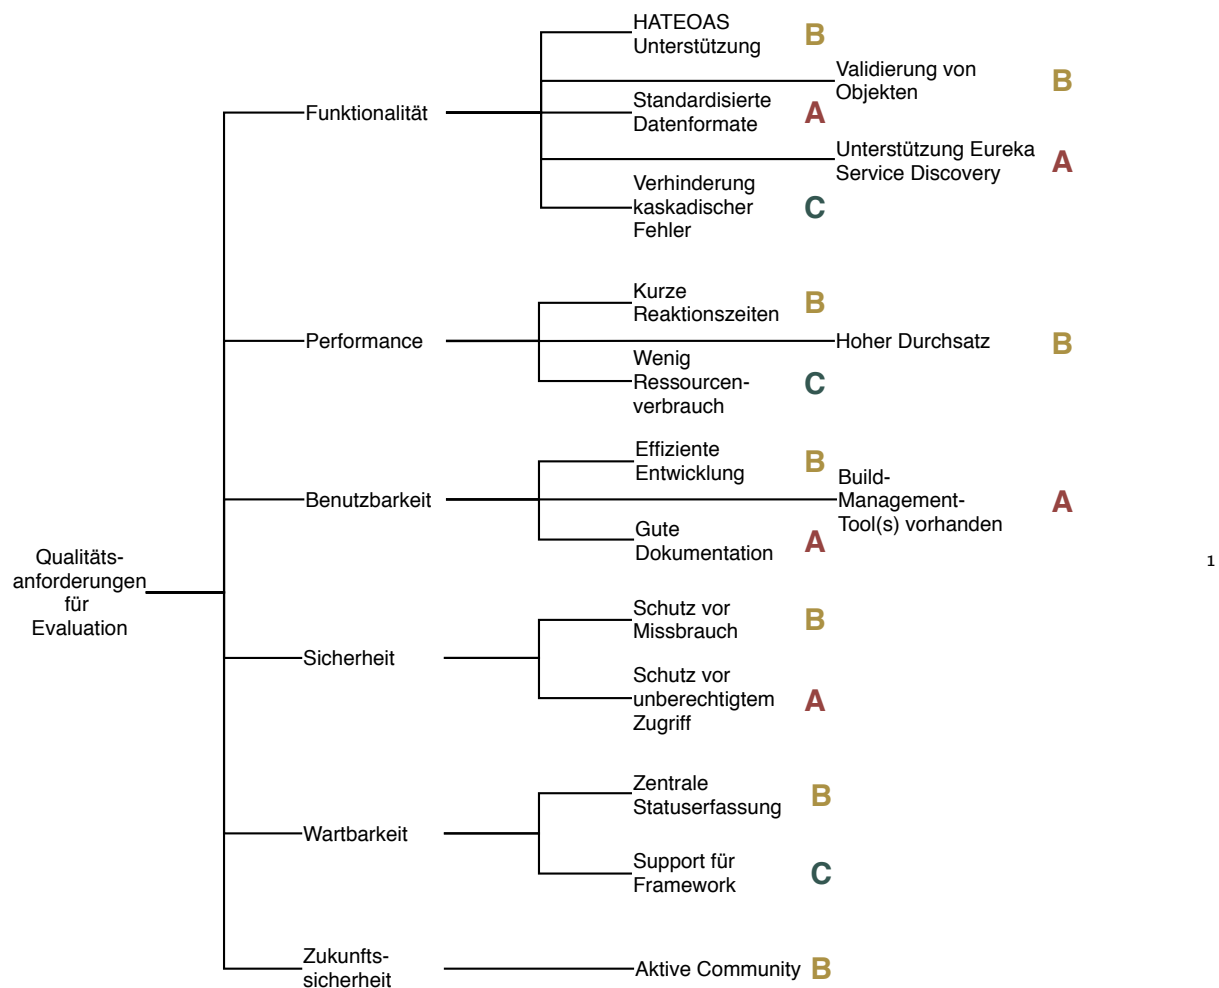 Qualitäts-
anforderungen
für
Evaluation
Funktionalität
HATEOAS
Unterstützung
B
Validierung von
Objekten
B
Standardisierte
Datenformate
A
Unterstützung Eureka
Service Discovery
A
Verhinderung
kaskadischer
Fehler
C
Performance
Kurze
Reaktionszeiten
B
Hoher Durchsatz
B
Wenig
Ressourcen-
verbrauch
C
Benutzbarkeit
Effiziente
Entwicklung
B
Build-
Management-
Tool(s) vorhanden
A
Gute
Dokumentation
A
Sicherheit
Schutz vor
Missbrauch
B
Schutz vor
unberechtigtem
Zugriff
A
Wartbarkeit
Zentrale
Statuserfassung
B
Support für
Framework
C
Zukunfts-
sicherheit
Aktive Community
B
1